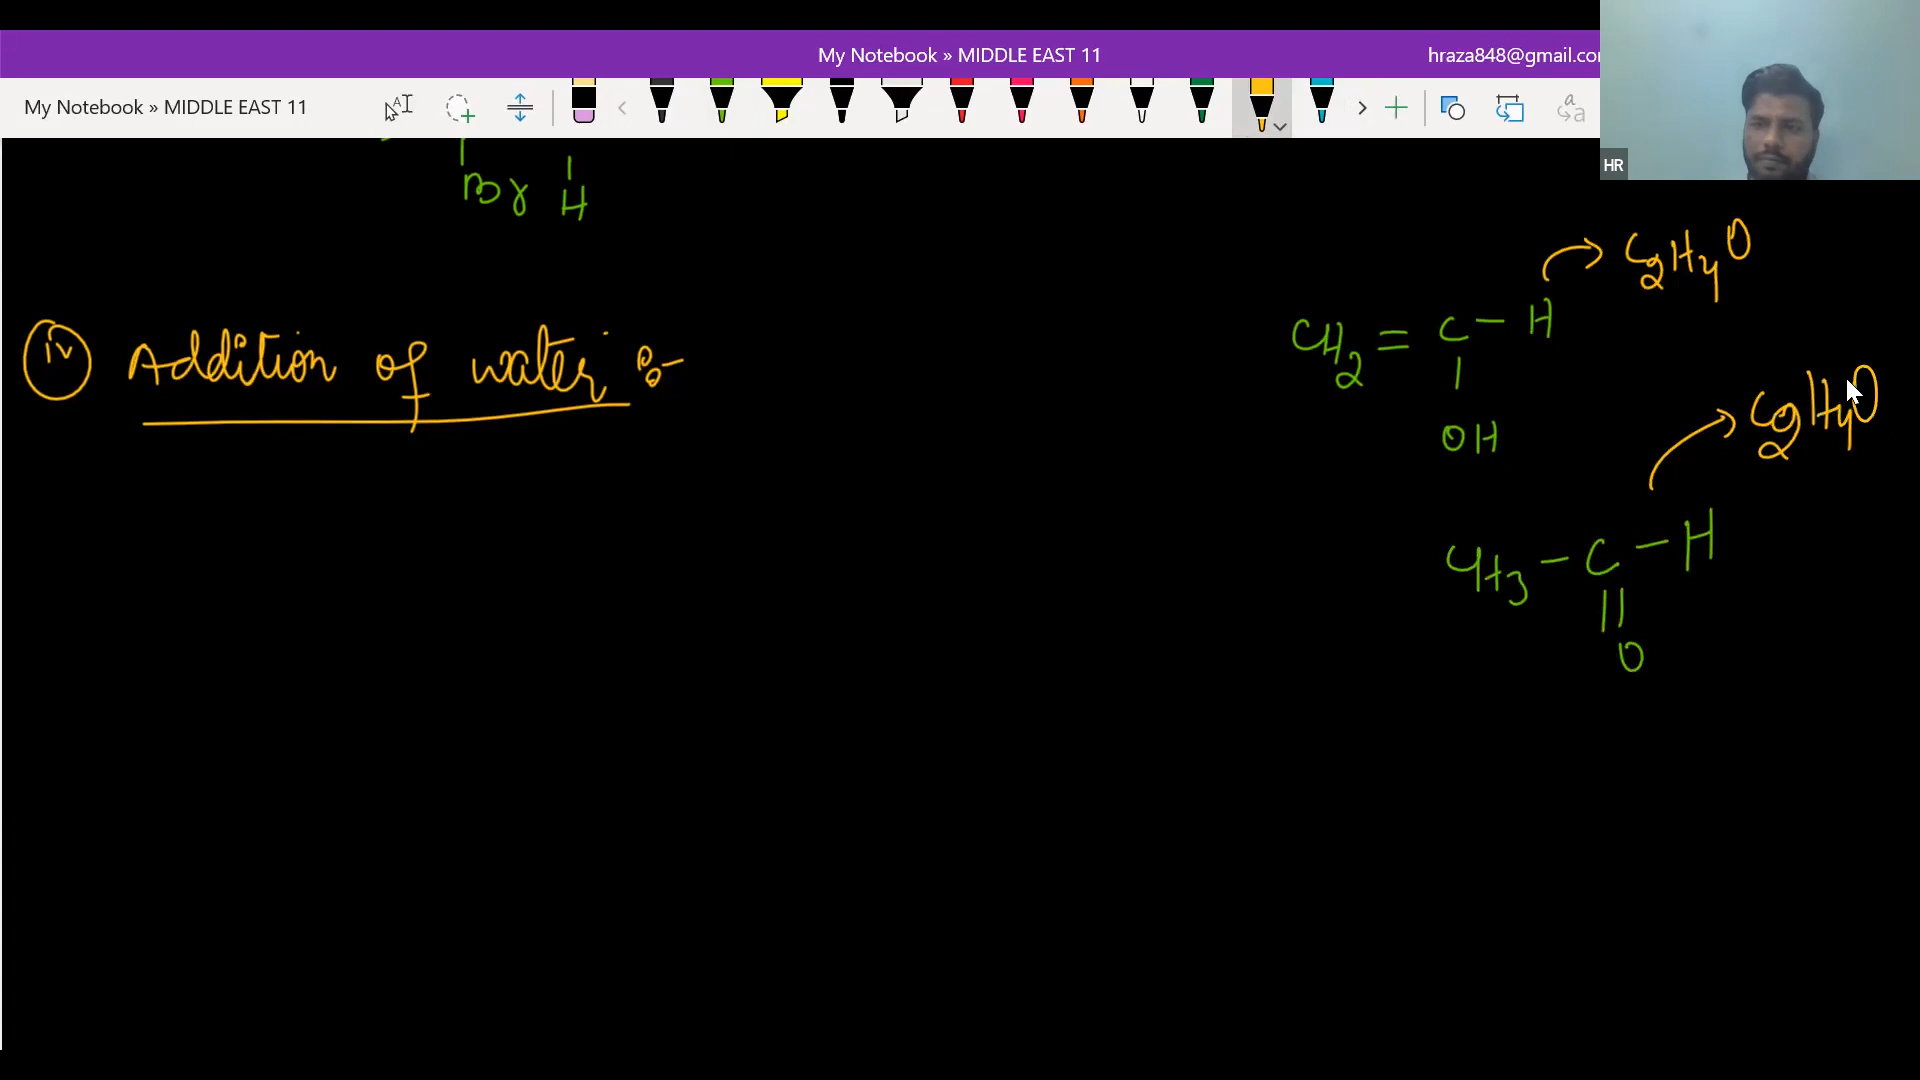 My Notebook » MIDDLE EAST 11
hraza848@gmail.co
My Notebook » MIDDLE EAST 11
HR
Br H
C2H4O
iv Addition of water :-
CH2 = C - H
OH
C2H4O
CH3 - C - H
O